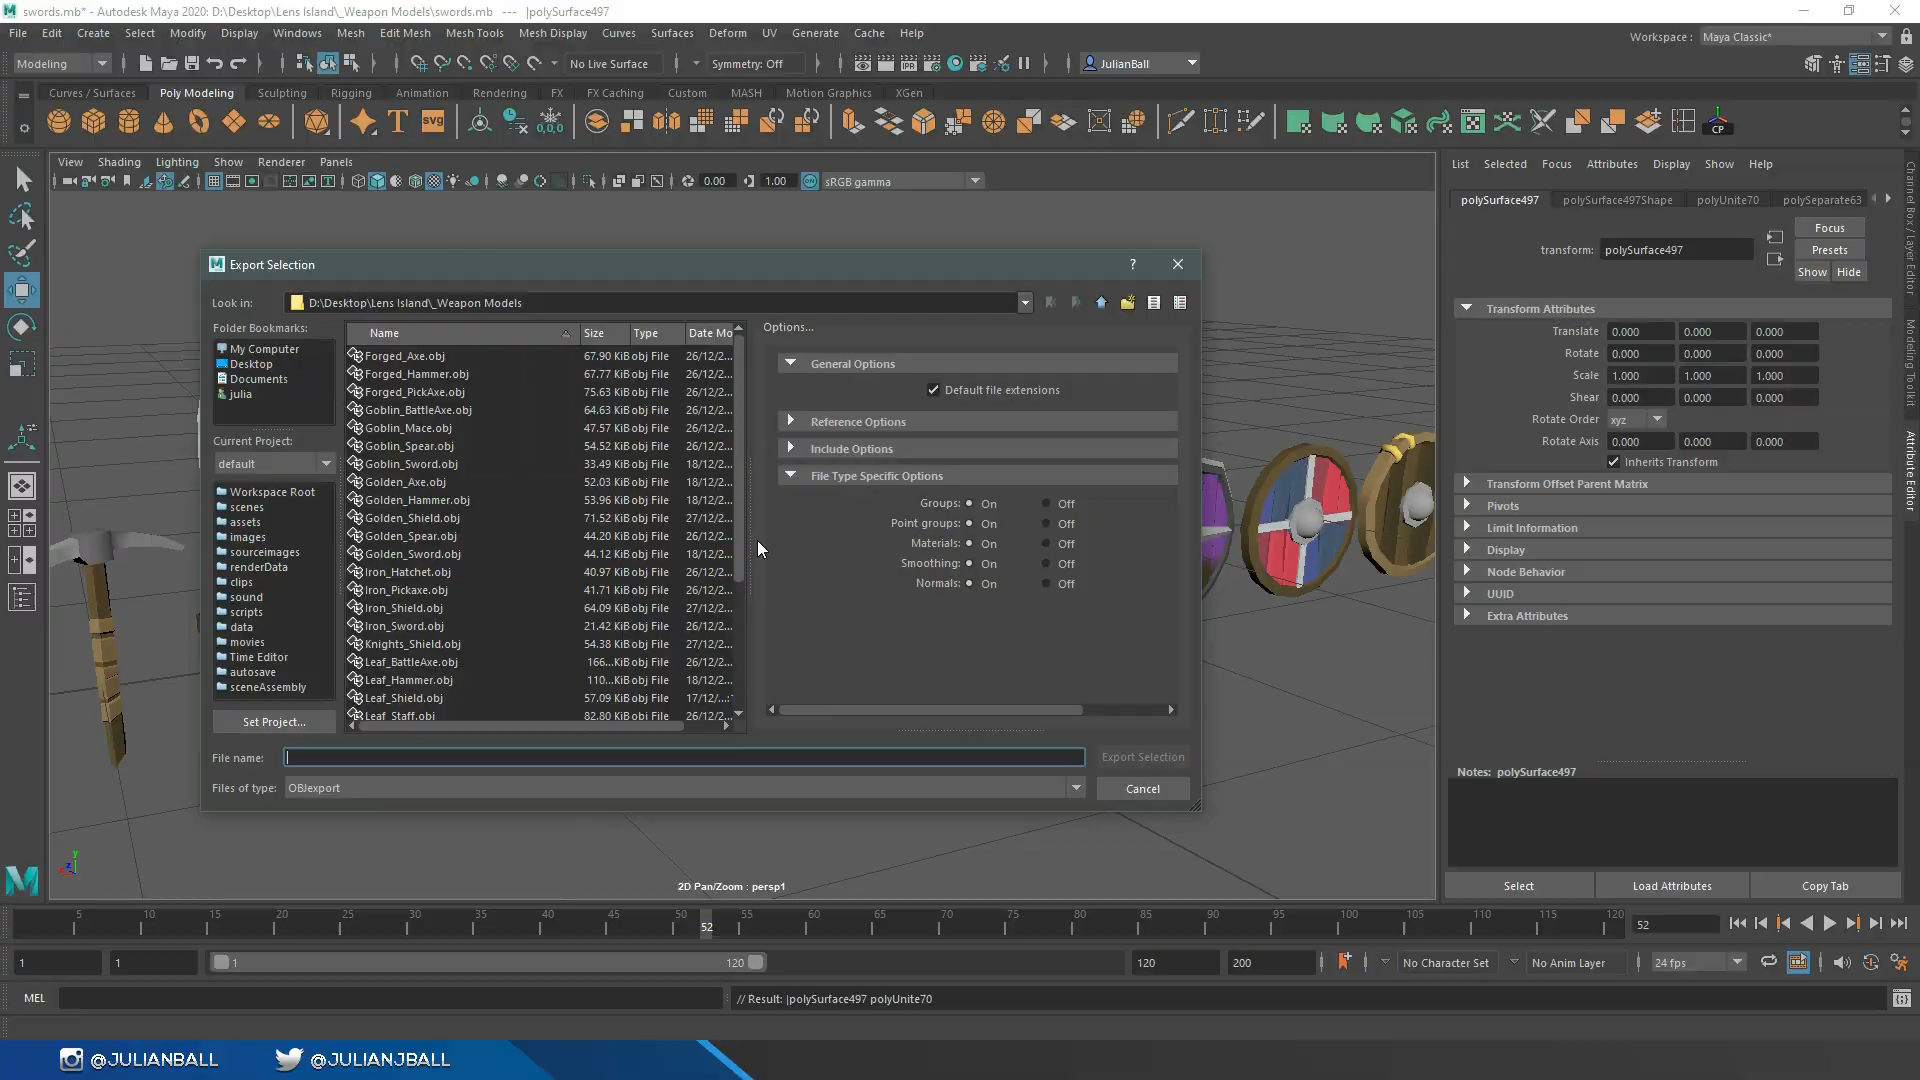 swords.mb* - Autodesk Maya 2020: D:\Desktop\Lens Island\_Weapon Models\swords.mb --- |polySurface497
File Edit Create Select Modify Display Windows Mesh Edit Mesh Mesh Tools Mesh Display Curves Surfaces Deform UV Generate Cache Help
Workspace : Maya Classic*
Modeling No Live Surface Symmetry: Off JulianBall
Curves / Surfaces Poly Modeling Sculpting Rigging Animation Rendering FX FX Caching Custom MASH Motion Graphics XGen
T svg 0,0,0 CP
View Shading Lighting Show Renderer Panels
0.00 1.00 sRGB gamma
List Selected Focus Attributes Display Show Help
polySurface497 polySurface497Shape polyUnite70 polySeparate63
Focus
transform: polySurface497 Presets
Show Hide
Transform Attributes
Translate 0.000 0.000 0.000
Rotate 0.000 0.000 0.000
Scale 1.000 1.000 1.000
Shear 0.000 0.000 0.000
Rotate Order xyz
Rotate Axis 0.000 0.000 0.000
Inherits Transform
Transform Offset Parent Matrix
Pivots
Limit Information
Display
Node Behavior
UUID
Extra Attributes
Notes: polySurface497
Select Load Attributes Copy Tab
Channel Box / Layer Editor
Modeling Toolkit
Attribute Editor
Export Selection ?
Look in: D:\Desktop\Lens Island\_Weapon Models
Folder Bookmarks:
My Computer
Desktop
Documents
julia
Current Project:
default
Workspace Root
scenes
assets
images
sourceimages
renderData
clips
sound
scripts
data
movies
Time Editor
autosave
sceneAssembly
Set Project...
Name Size Type Date Mo
Forged_Axe.obj 67.90 KiB obj File 26/12/2...
Forged_Hammer.obj 67.77 KiB obj File 26/12/2...
Forged_PickAxe.obj 75.63 KiB obj File 26/12/2...
Goblin_BattleAxe.obj 64.63 KiB obj File 26/12/2...
Goblin_Mace.obj 47.57 KiB obj File 26/12/2...
Goblin_Spear.obj 54.52 KiB obj File 26/12/2...
Goblin_Sword.obj 33.49 KiB obj File 18/12/2...
Golden_Axe.obj 52.03 KiB obj File 18/12/2...
Golden_Hammer.obj 53.96 KiB obj File 18/12/2...
Golden_Shield.obj 71.52 KiB obj File 27/12/2...
Golden_Spear.obj 44.20 KiB obj File 26/12/2...
Golden_Sword.obj 44.12 KiB obj File 18/12/2...
Iron_Hatchet.obj 40.97 KiB obj File 26/12/2...
Iron_Pickaxe.obj 41.71 KiB obj File 26/12/2...
Iron_Shield.obj 64.09 KiB obj File 27/12/2...
Iron_Sword.obj 21.42 KiB obj File 26/12/2...
Knights_Shield.obj 54.38 KiB obj File 27/12/2...
Leaf_BattleAxe.obj 166...KiB obj File 26/12/2...
Leaf_Hammer.obj 110...KiB obj File 18/12/2...
Leaf_Shield.obj 57.09 KiB obj File 17/12/...
Leaf_Staff.obj 82.80 KiB obj File 26/12/2...
Options...
General Options
Default file extensions
Reference Options
Include Options
File Type Specific Options
Groups: On Off
Point groups: On Off
Materials: On Off
Smoothing: On Off
Normals: On Off
File name: Export Selection
Files of type: OBJexport Cancel
y
z
x
2D Pan/Zoom : persp1
5 10 15 20 25 30 35 40 45 50 52 55 60 65 70 75 80 85 90 95 100 105 110 115 120 52
1 1 1 120 120 200 No Character Set No Anim Layer 24 fps
MEL // Result: |polySurface497 polyUnite70
@JULIANBALL @JULIANJBALL